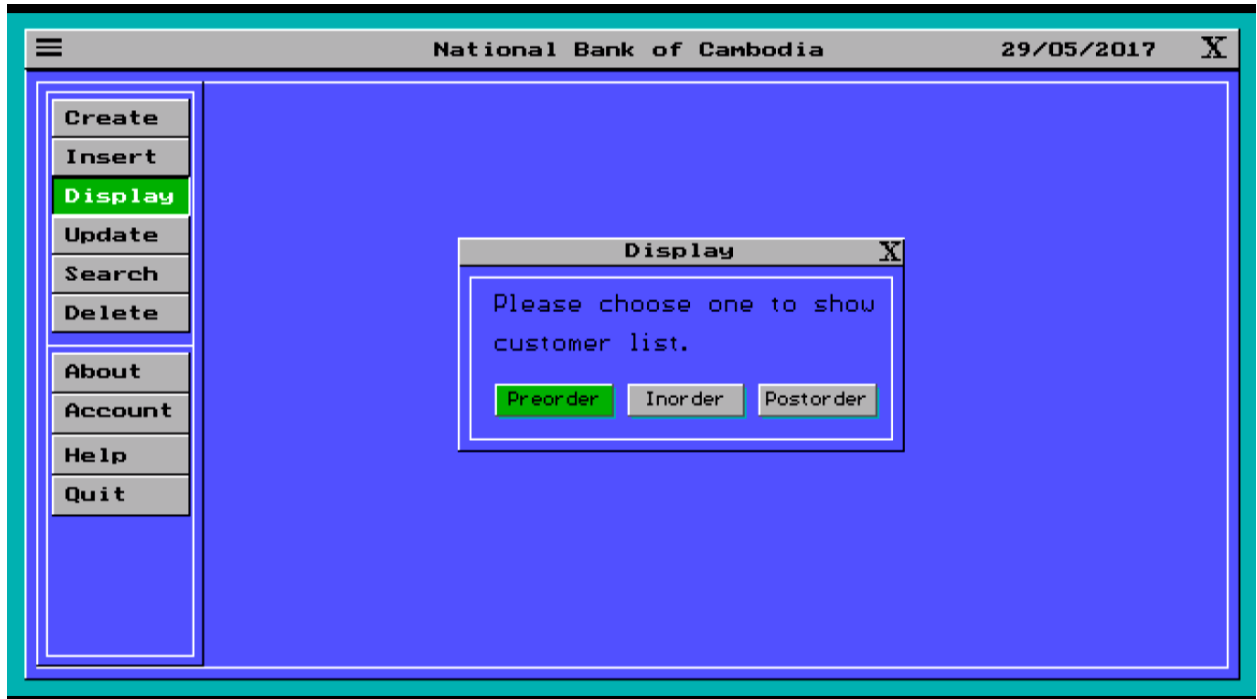 National Bank of Cambodia 29/05/2017 X
Create
Insert
Display
Update
Search
Delete
About
Account
Help
Quit
Display X
Please choose one to show
customer list.
Preorder Inorder Postorder